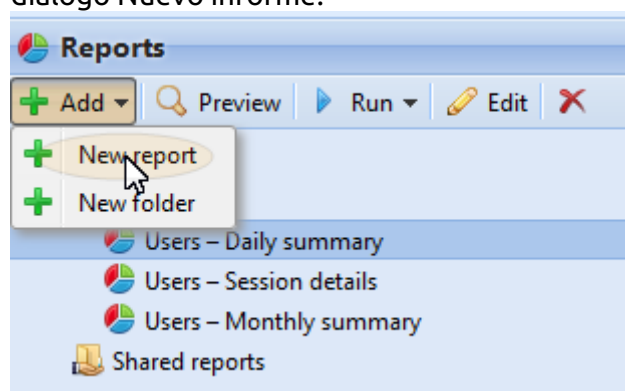 diálogo Nuevo informe.
Reports
Add Preview Run Edit
New report
New folder
Users – Daily summary
Users – Session details
Users – Monthly summary
Shared reports